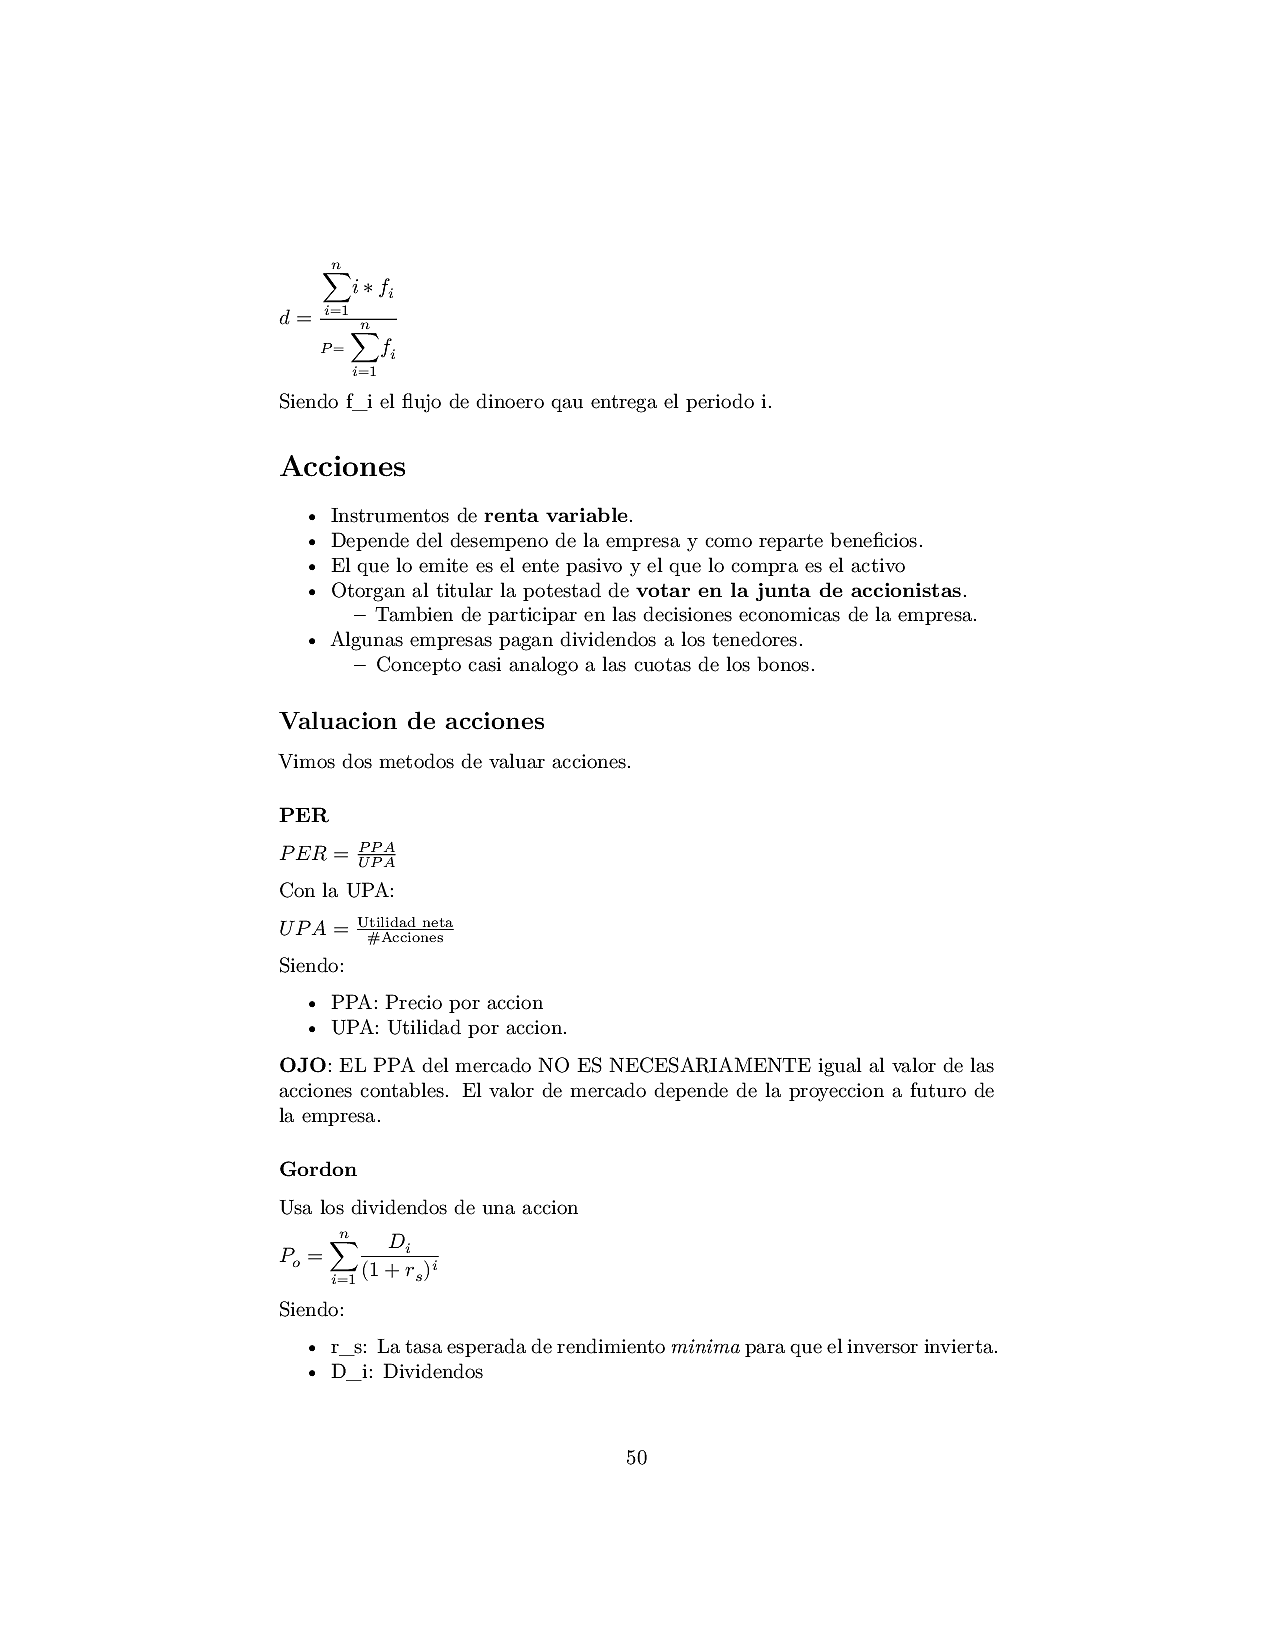 d = \frac{\sum_{i=1}^{n} i * f_i}{P = \sum_{i=1}^{n} f_i}
Siendo f_i el flujo de dinoero qau entrega el periodo i.
Acciones
• Instrumentos de renta variable.
• Depende del desempeno de la empresa y como reparte beneficios.
• El que lo emite es el ente pasivo y el que lo compra es el activo
• Otorgan al titular la potestad de votar en la junta de accionistas.
– Tambien de participar en las decisiones economicas de la empresa.
• Algunas empresas pagan dividendos a los tenedores.
– Concepto casi analogo a las cuotas de los bonos.
Valuacion de acciones
Vimos dos metodos de valuar acciones.
PER
PER = \frac{PPA}{UPA}
Con la UPA:
UPA = \frac{Utilidad neta}{#Acciones}
Siendo:
• PPA: Precio por accion
• UPA: Utilidad por accion.
OJO: EL PPA del mercado NO ES NECESARIAMENTE igual al valor de las
acciones contables. El valor de mercado depende de la proyeccion a futuro de
la empresa.
Gordon
Usa los dividendos de una accion
P_o = \sum_{i=1}^{n} \frac{D_i}{(1 + r_s)^i}
Siendo:
• r_s: La tasa esperada de rendimiento minima para que el inversor invierta.
• D_i: Dividendos
50